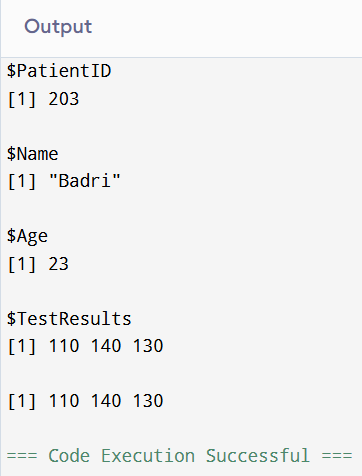 Output
$PatientID
[1] 203
$Name
[1] "Badri"
$Age
[1] 23
$TestResults
[1] 110 140 130
[1] 110 140 130
=== Code Execution Successful ===